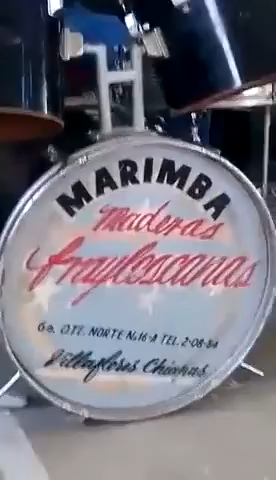 MARIMBA
Maderas
fraylescanas
6a. OTE. NORTE No.16-A TEL. 2-08-84
Villaflores Chiapas